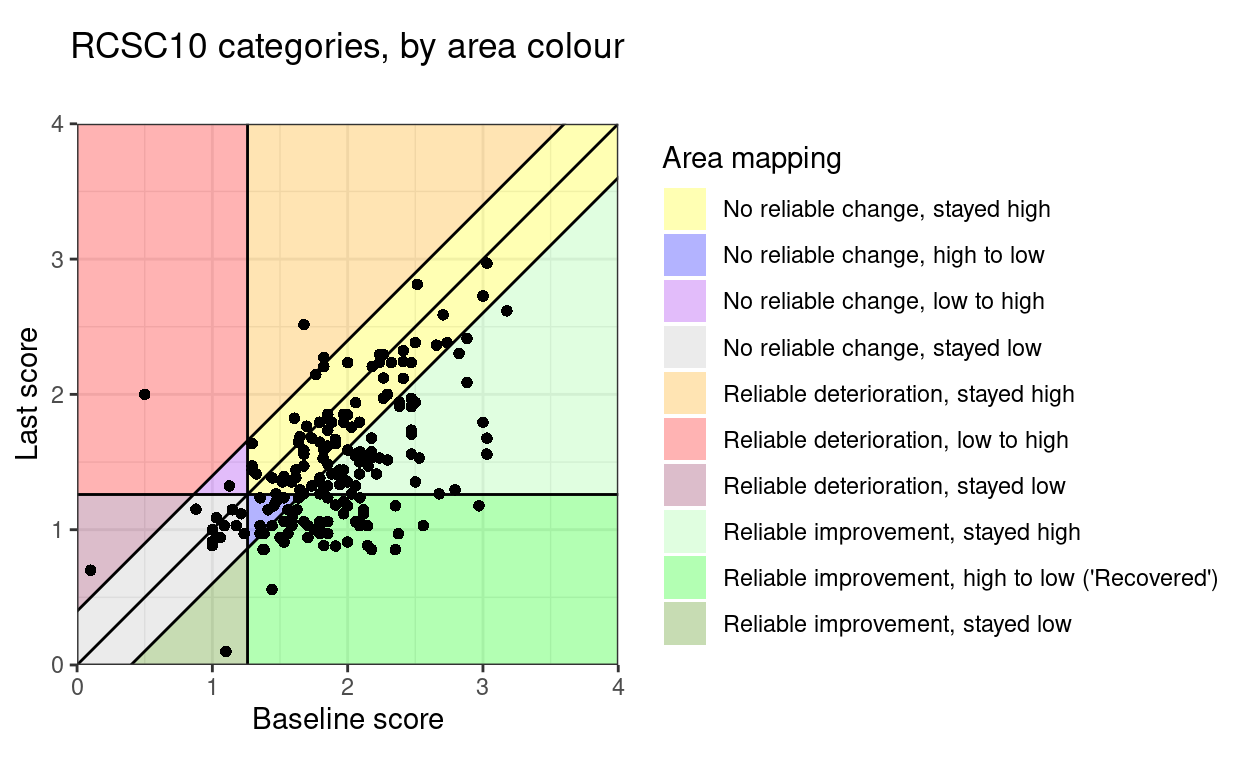 RCSC10 categories, by area colour
4
3
2
1
0
0 1 2 3 4
Last score
Baseline score
Area mapping
No reliable change, stayed high
No reliable change, high to low
No reliable change, low to high
No reliable change, stayed low
Reliable deterioration, stayed high
Reliable deterioration, low to high
Reliable deterioration, stayed low
Reliable improvement, stayed high
Reliable improvement, high to low ('Recovered')
Reliable improvement, stayed low